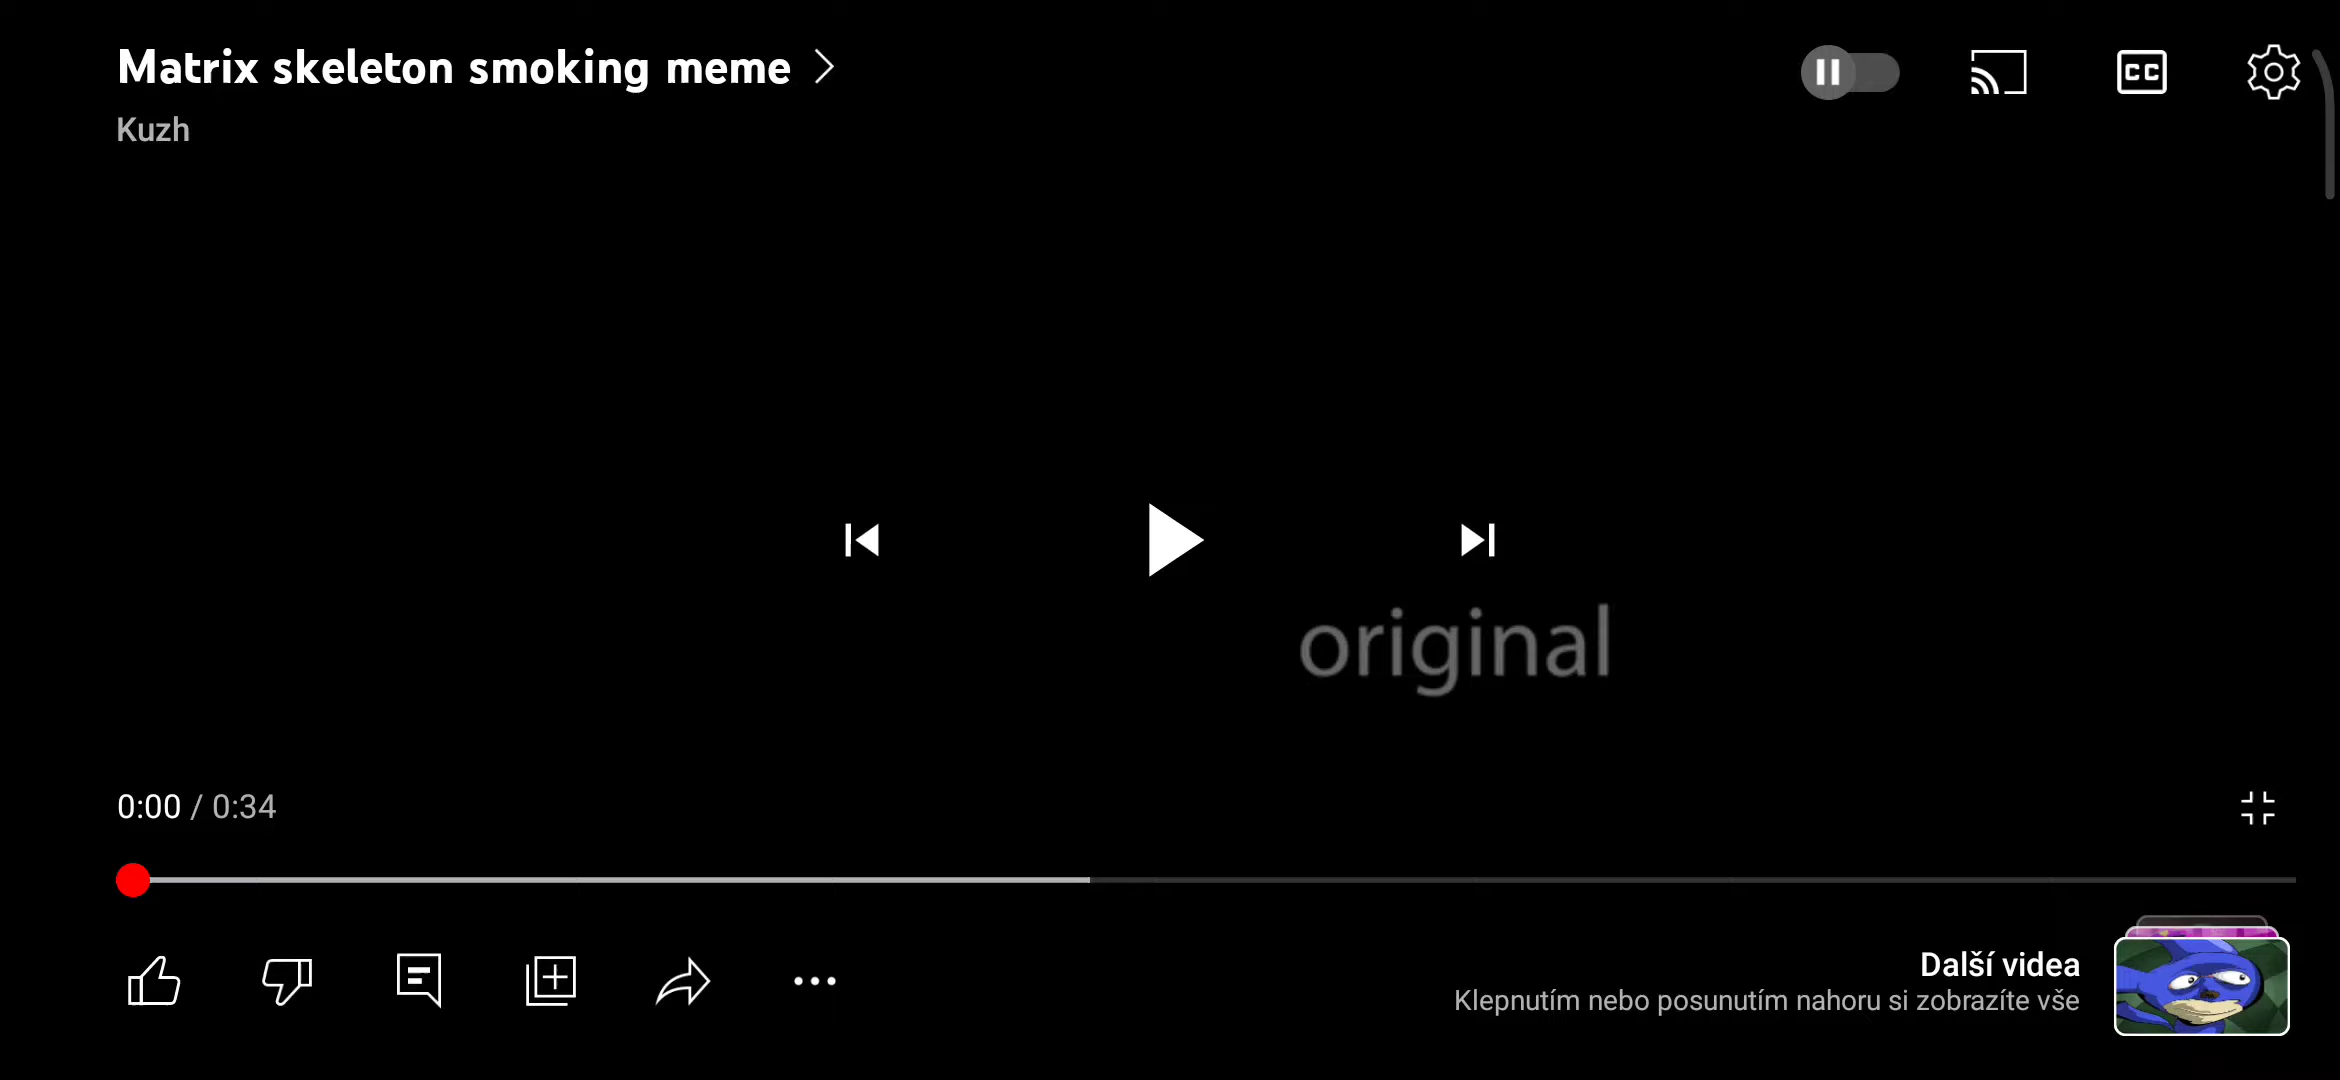 Matrix skeleton smoking meme
Kuzh
CC
original
0:00 / 0:34
Další videa
Klepnutím nebo posunutím nahoru si zobrazíte vše